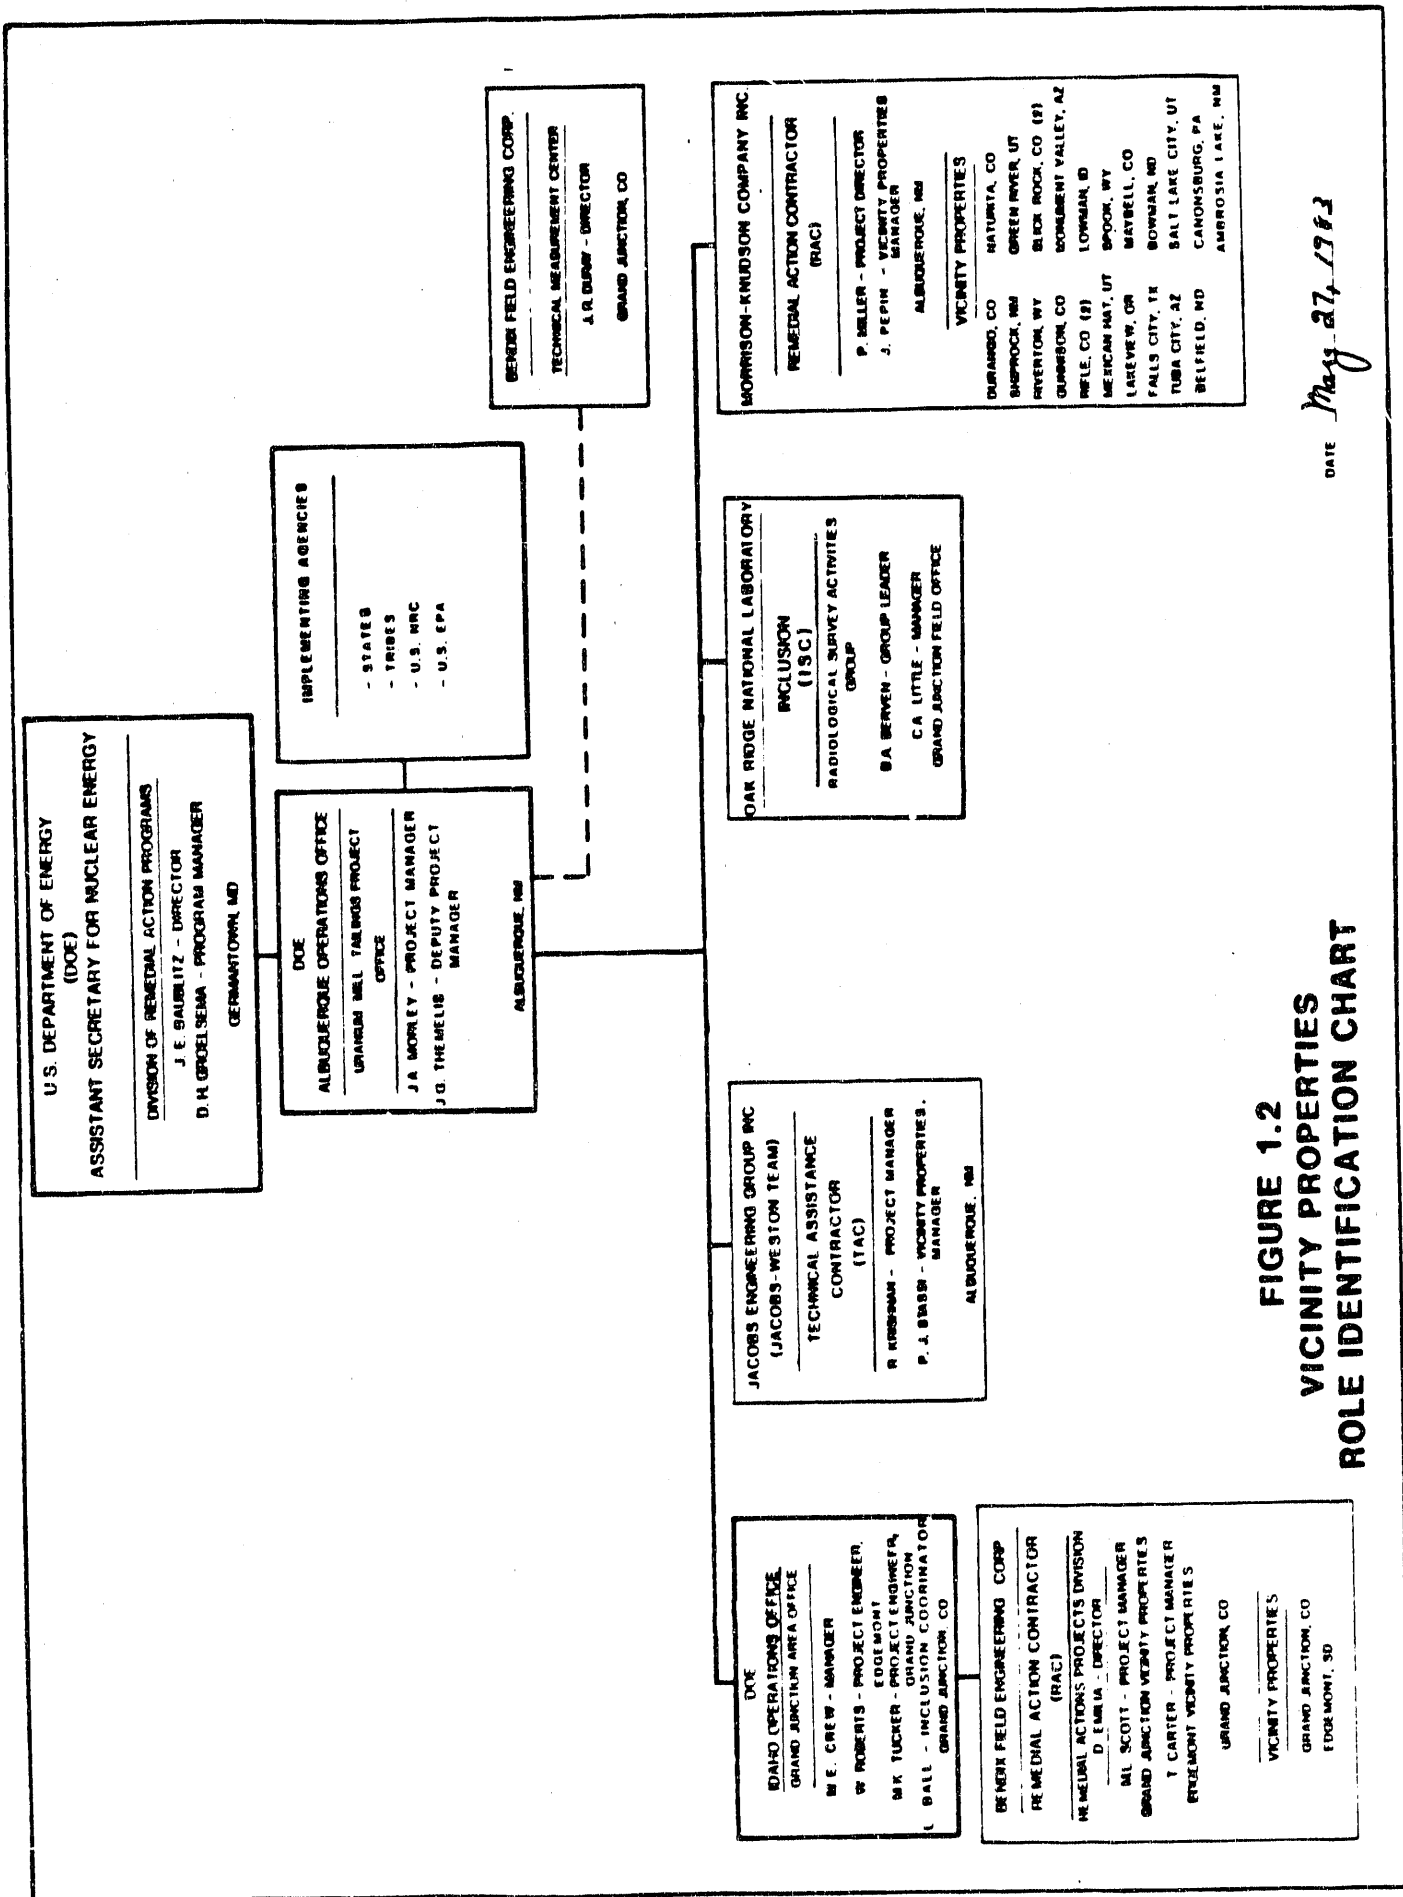 U.S. DEPARTMENT OF ENERGY
(DOE)
ASSISTANT SECRETARY FOR NUCLEAR ENERGY
DIVISION OF REMEDIAL ACTION PROGRAMS
J. E. BAUBLITZ - DIRECTOR
D. H. GROELSEMA - PROGRAM MANAGER
GERMANTOWN, MD
DOE
ALBUQUERQUE OPERATIONS OFFICE
URANIUM MILL TAILINGS PROJECT
OFFICE
J A MORLEY - PROJECT MANAGER
J G. THEMELIS - DEPUTY PROJECT
MANAGER
ALBUQUERQUE, NM
IMPLEMENTING AGENCIES
- STATES
- TRIBES
- U.S. NRC
- U.S. EPA
BENDIX FIELD ENGINEERING CORP.
TECHNICAL MEASUREMENT CENTER
J. R. DURAY - DIRECTOR
GRAND JUNCTION, CO
DOE
IDAHO OPERATIONS OFFICE
GRAND JUNCTION AREA OFFICE
W E. CREW - MANAGER
W ROBERTS - PROJECT ENGINEER,
EDGEMONT
MK TUCKER - PROJECT ENGINEER,
GRAND JUNCTION
L BALL - INCLUSION COORINATOR
GRAND JUNCTION, CO
BENDIX FIELD ENGINEERING CORP
REMEDIAL ACTION CONTRACTOR
(RAC)
REMEDIAL ACTIONS PROJECTS DIVISION
D. EMILIA - DIRECTOR
ML SCOTT - PROJECT MANAGER
GRAND JUNCTION VICINITY PROPERTIES
T CARTER - PROJECT MANAGER
EDGEMONT VICINITY PROPERTIES
GRAND JUNCTION, CO
VICINITY PROPERTIES
GRAND JUNCTION, CO
EDGEMONT, SD
JACOBS ENGINEERING GROUP INC
(JACOBS-WESTON TEAM)
TECHNICAL ASSISTANCE
CONTRACTOR
(TAC)
R KRISHNAN - PROJECT MANAGER
P. J. STASSI - VICINITY PROPERTIES.
MANAGER
ALBUQUERQUE, NM
OAK RIDGE NATIONAL LABORATORY
INCLUSION
(ISC)
RADIOLOGICAL SURVEY ACTIVITIES
GROUP
B A BERVEN - GROUP LEADER
C A LITTLE - MANAGER
GRAND JUNCTION FIELD OFFICE
MORRISON-KNUDSON COMPANY INC.
REMEDIAL ACTION CONTRACTOR
(RAC)
P. MILLER - PROJECT DIRECTOR
J. PEPIN - VICINITY PROPERTIES
MANAGER
ALBUQUERQUE, NM
VICINITY PROPERTIES
DURANGO, CO NATURITA, CO
SHIPROCK, NM GREEN RIVER, UT
RIVERTON, WY SLICK ROCK, CO (2)
GUNNISON, CO MONUMENT VALLEY, AZ
RIFLE, CO (2) LOWMAN, ID
MEXICAN HAT, UT SPOOK, WY
LAKEVIEW, OR MAYBELL, CO
FALLS CITY, TX BOWMAN, ND
TUBA CITY, AZ SALT LAKE CITY, UT
BELFIELD, ND CANONSBURG, PA
AMBROSIA LAKE, NM
FIGURE 1.2
VICINITY PROPERTIES
ROLE IDENTIFICATION CHART
DATE 27, 1983